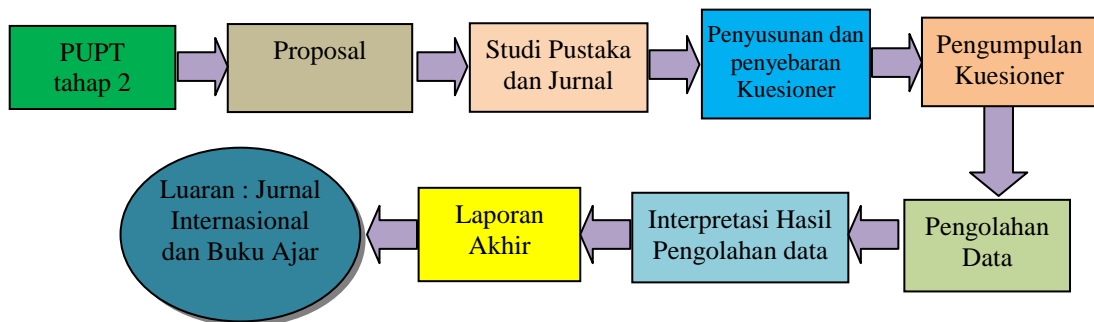 PUPT
tahap 2
Proposal
Studi Pustaka
dan Jurnal
Penyusunan dan
penyebaran
Kuesioner
Pengumpulan
Kuesioner
Pengolahan
Data
Interpretasi Hasil
Pengolahan data
Laporan
Akhir
Luaran : Jurnal
Internasional
dan Buku Ajar